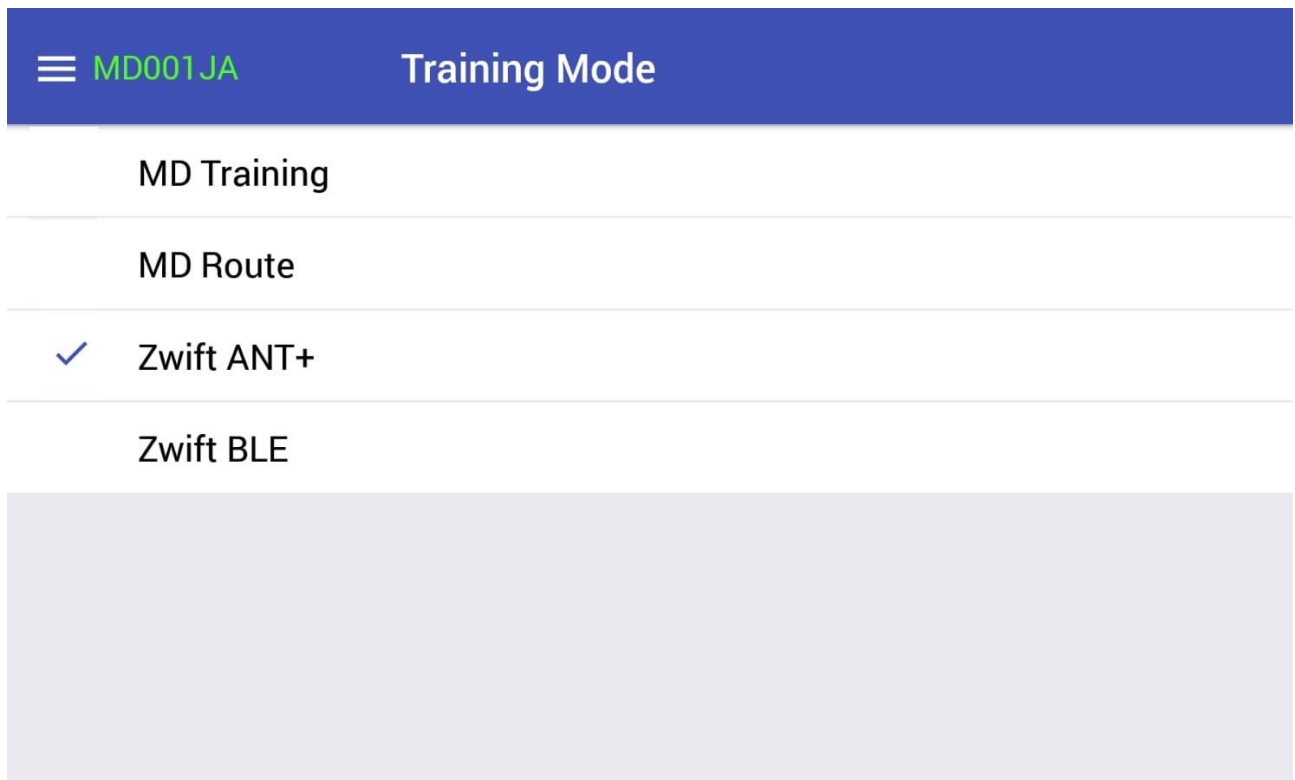 MD001JA Training Mode
MD Training
MD Route
Zwift ANT+
Zwift BLE